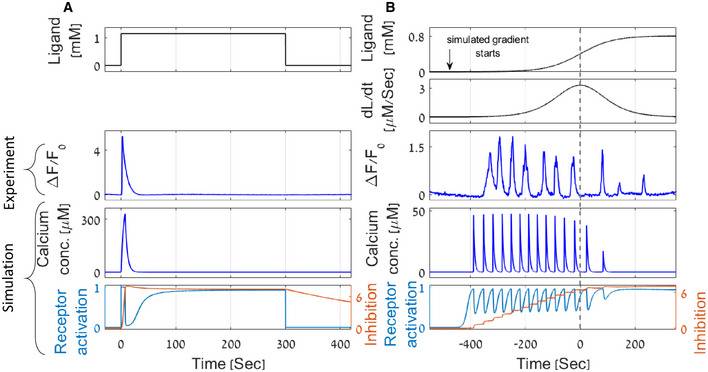 A
B
Ligand
[mM]
1
0
Ligand
[mM]
0.8
0
simulated gradient
starts
dL/dt
[μM/Sec]
3
0
Experiment
ΔF/F0
4
0
ΔF/F0
1.5
0
Simulation
Calcium
conc. [μM]
300
0
Calcium
conc. [μM]
50
0
Receptor
activation
1
0
6
0
Inhibition
Receptor
activation
1
0
6
0
Inhibition
0 100 200 300 400
Time [Sec]
-400 -200 0 200
Time [Sec]